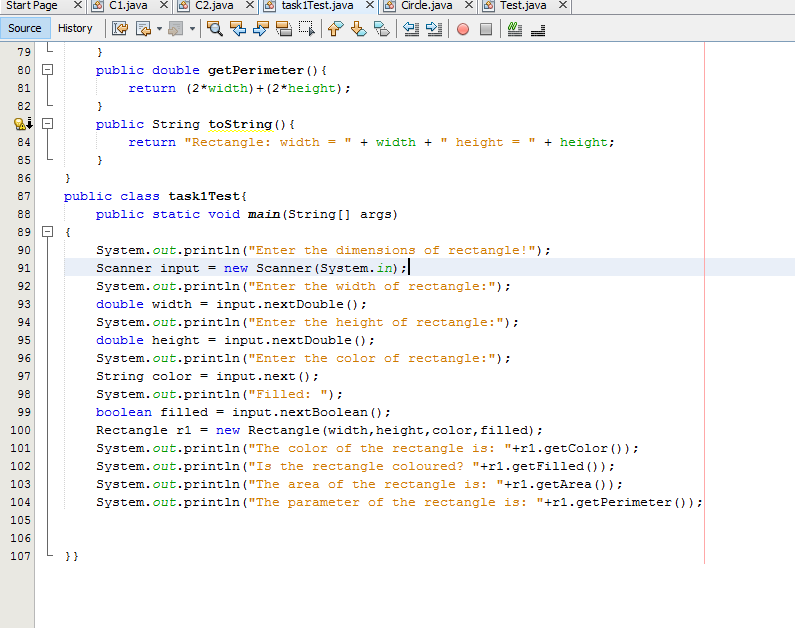 Start Page C1.java C2.java task1Test.java Circle.java Test.java
Source History
79 }
80 public double getPerimeter(){
81 return (2*width)+(2*height);
82 }
public String toString(){
84 return "Rectangle: width = " + width + " height = " + height;
85 }
86 }
87 public class task1Test{
88 public static void main(String[] args)
89 {
90 System.out.println("Enter the dimensions of rectangle!");
91 Scanner input = new Scanner(System.in);
92 System.out.println("Enter the width of rectangle:");
93 double width = input.nextDouble();
94 System.out.println("Enter the height of rectangle:");
95 double height = input.nextDouble();
96 System.out.println("Enter the color of rectangle:");
97 String color = input.next();
98 System.out.println("Filled: ");
99 boolean filled = input.nextBoolean();
100 Rectangle r1 = new Rectangle(width,height,color,filled);
101 System.out.println("The color of the rectangle is: "+r1.getColor());
102 System.out.println("Is the rectangle coloured? "+r1.getFilled());
103 System.out.println("The area of the rectangle is: "+r1.getArea());
104 System.out.println("The parameter of the rectangle is: "+r1.getPerimeter());
105
106
107 }}